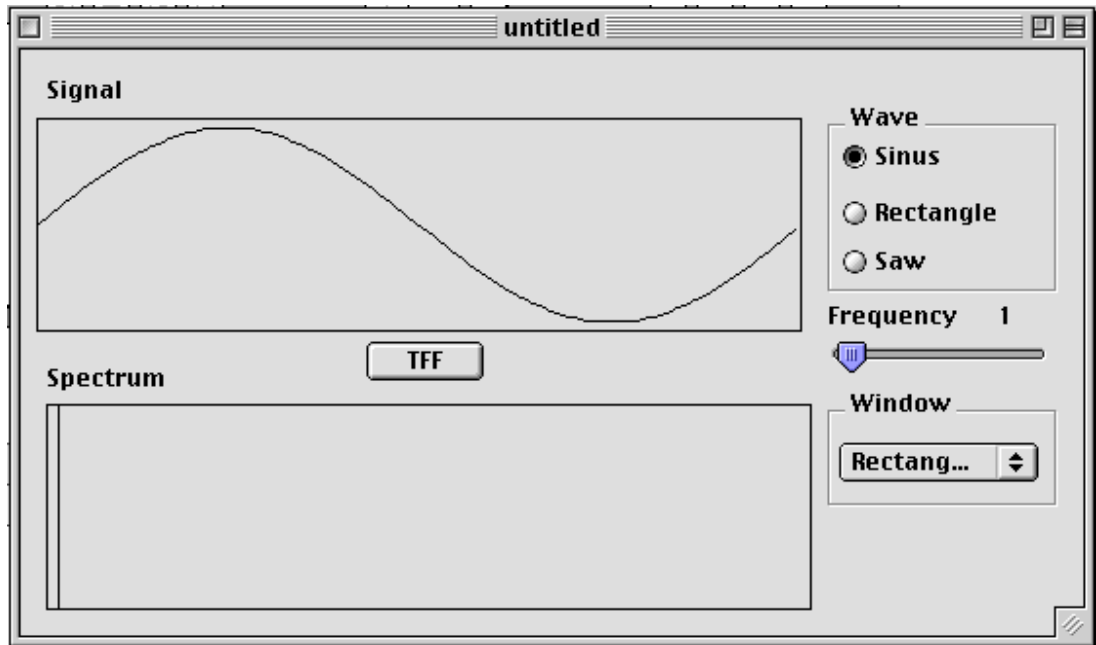 untitled
Signal
Wave
Sinus
Rectangle
Saw
Frequency 1
TFF
Spectrum
Window
Rectang...